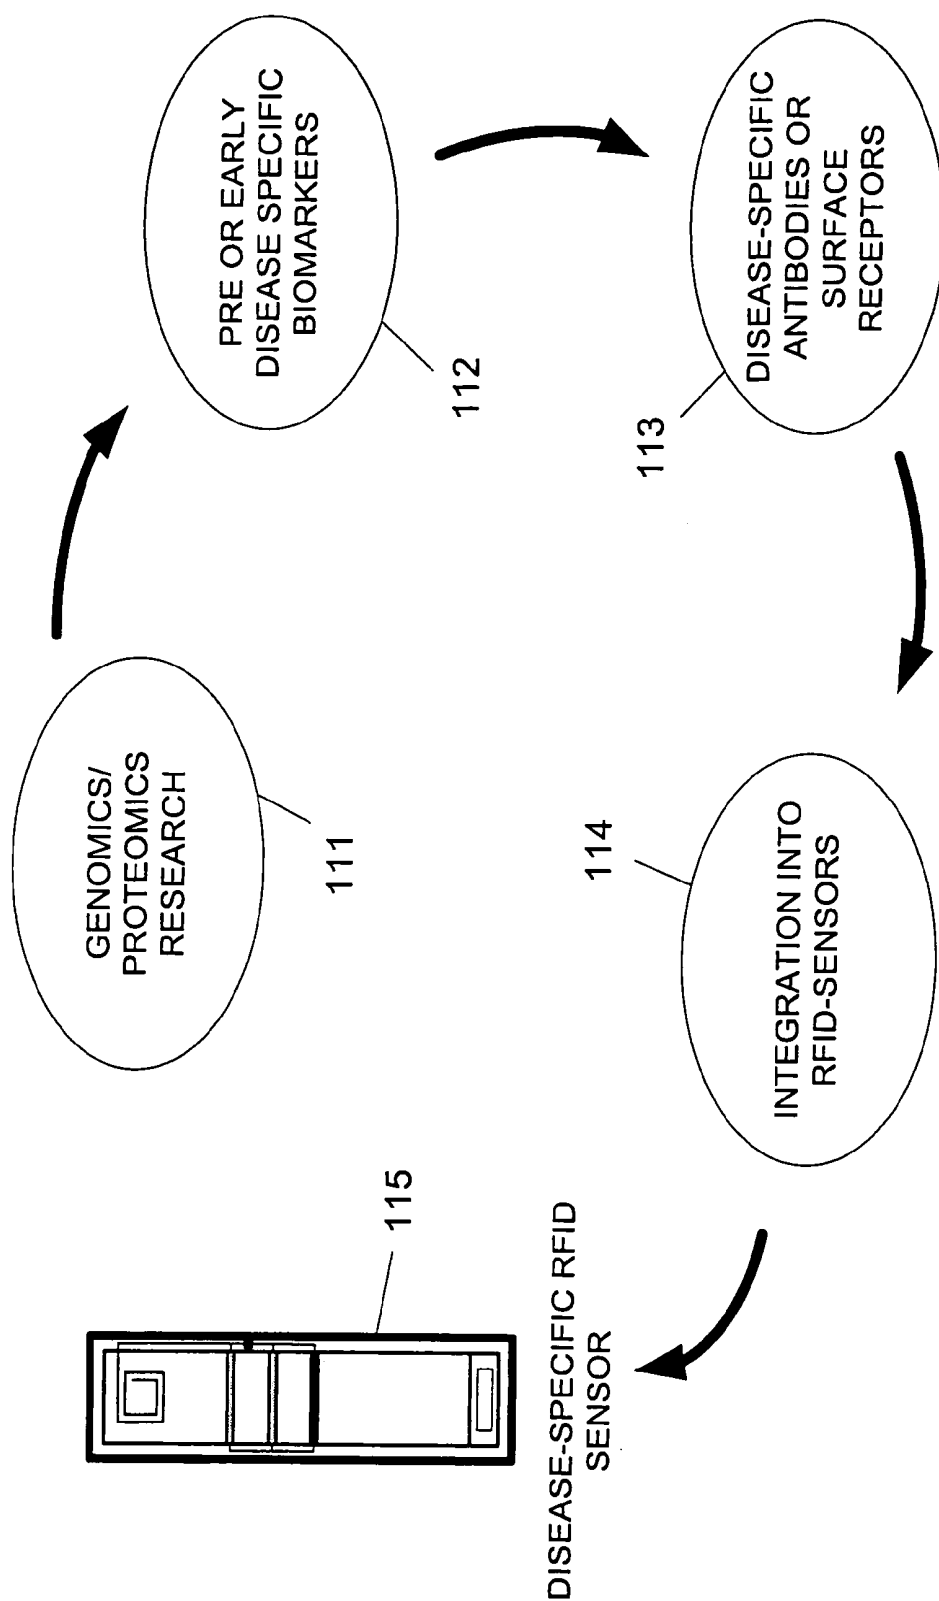 GENOMICS/
PROTEOMICS
RESEARCH
111
PRE OR EARLY
DISEASE SPECIFIC
BIOMARKERS
112
DISEASE-SPECIFIC
ANTIBODIES OR
SURFACE
RECEPTORS
113
INTEGRATION INTO
RFID-SENSORS
114
115
DISEASE-SPECIFIC RFID
SENSOR